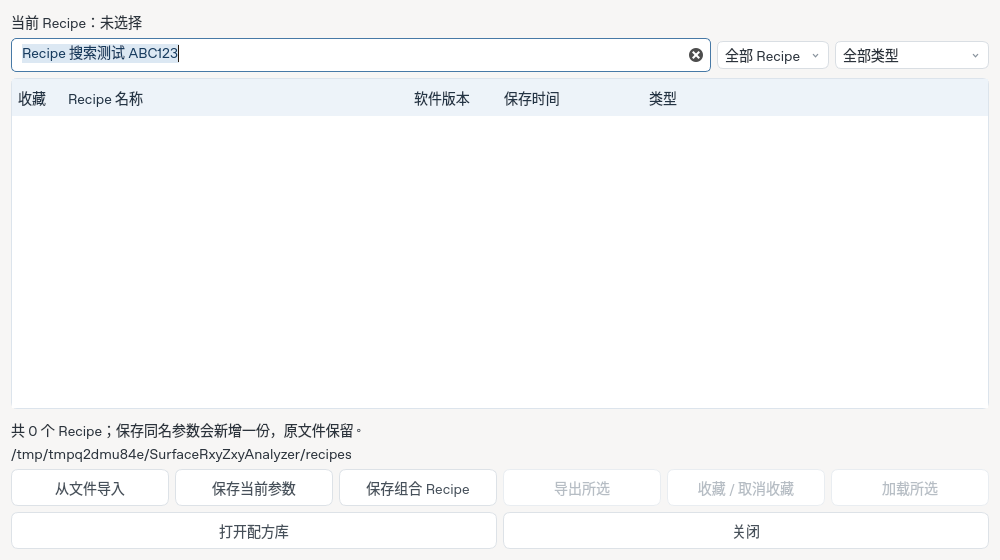 当前 Recipe：未选择
Recipe 搜索测试 ABC123 全部 Recipe 全部类型
收藏 Recipe 名称 软件版本 保存时间 类型
共 0 个 Recipe；保存同名参数会新增一份，原文件保留。
/tmp/tmpq2dmu84e/SurfaceRxyZxyAnalyzer/recipes
从文件导入 保存当前参数 保存组合 Recipe 导出所选 收藏 / 取消收藏 加载所选
打开配方库 关闭